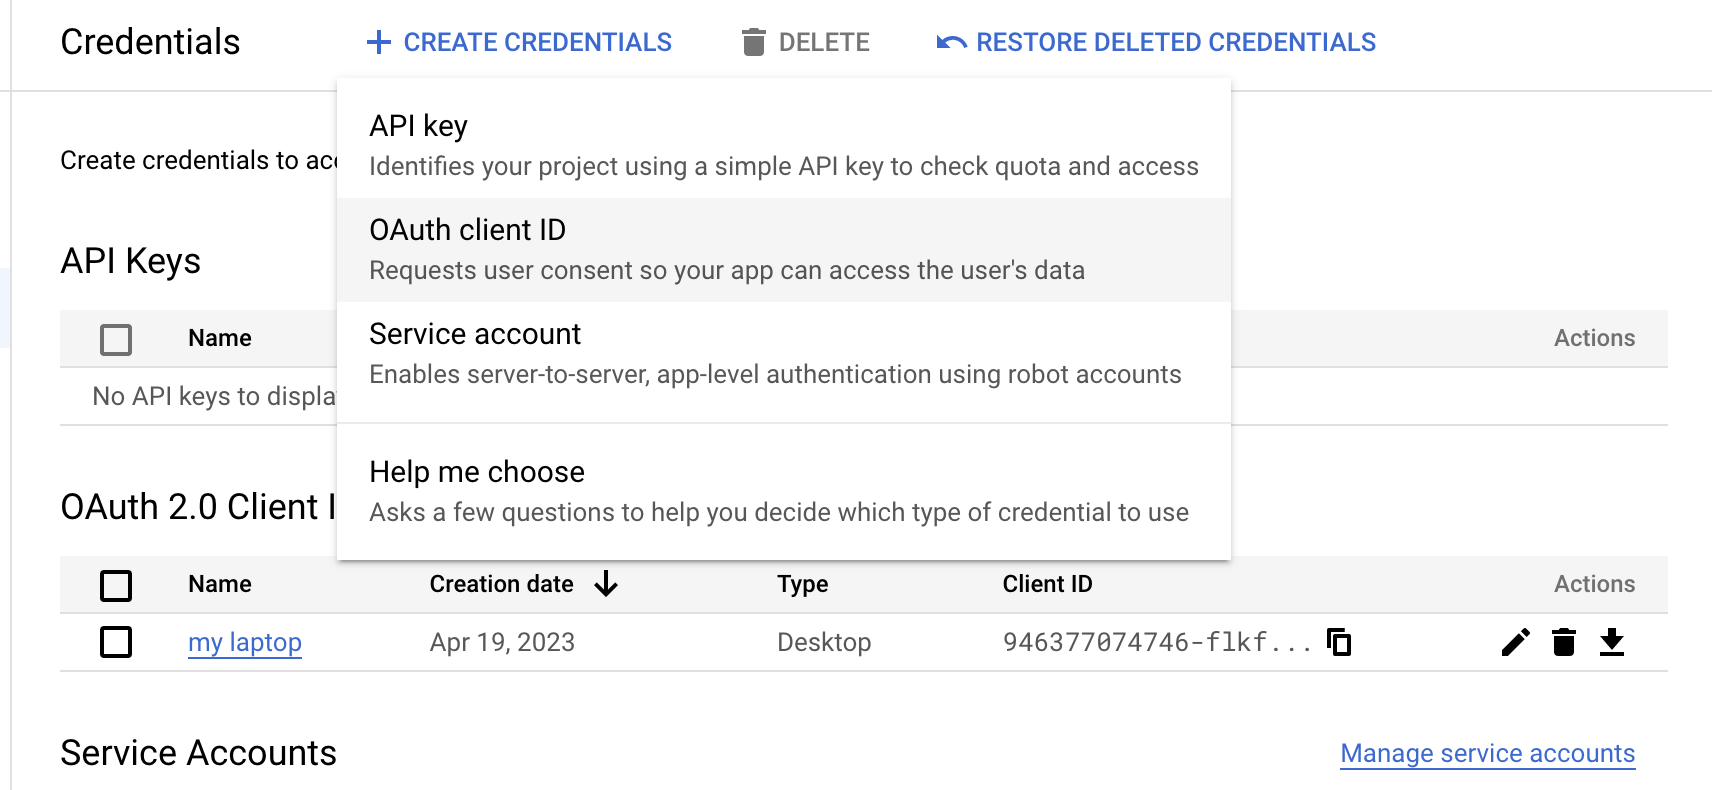 Credentials
CREATE CREDENTIALS
DELETE
RESTORE DELETED CREDENTIALS
API key
Identifies your project using a simple API key to check quota and access
Create credentials to
OAuth client ID
Requests user consent so your app can access the user's data
API Keys
Service account
Enables server-to-server, app-level authentication using robot accounts
Name
Actions
No API keys to
Help me choose
Asks a few questions to help you decide which type of credential to use
OAuth 2.0 Client
Name
Creation date
Type
Client ID
Actions
my laptop
Apr 19, 2023
Desktop
946377074746-flkf...
Service Accounts
Manage service accounts